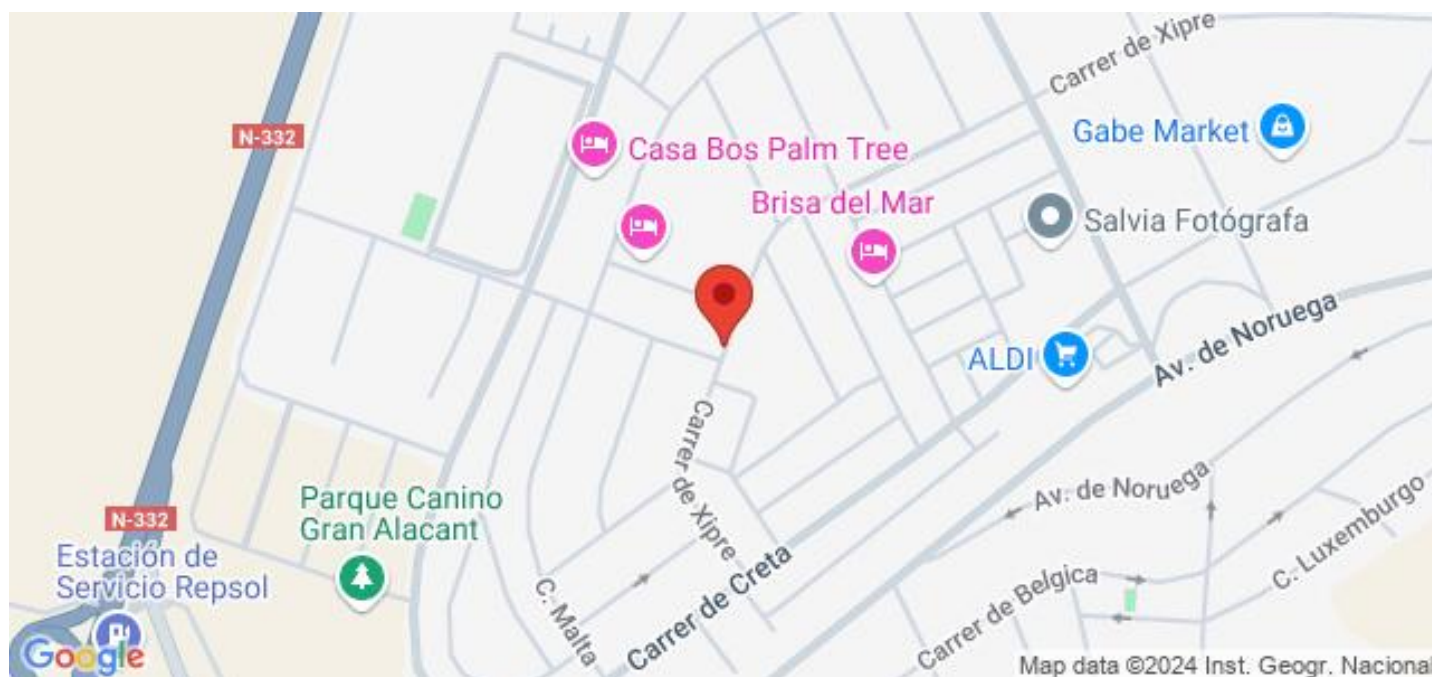 Carrer de Xipre
N-332
Gabe Market
Casa Bos Palm Tree
Brisa del Mar
Salvia Fotógrafa
Av. de Noruega
ALDI
Carrer de Xipre
Av. de Noruega
Parque Canino
Gran Alacant
N-332
Estación de
Servicio Repsol
C. Luxemburgo
Carrer de Creta
C. Malta
Carrer de Belgica
Google
Map data ©2024 Inst. Geogr. Nacional